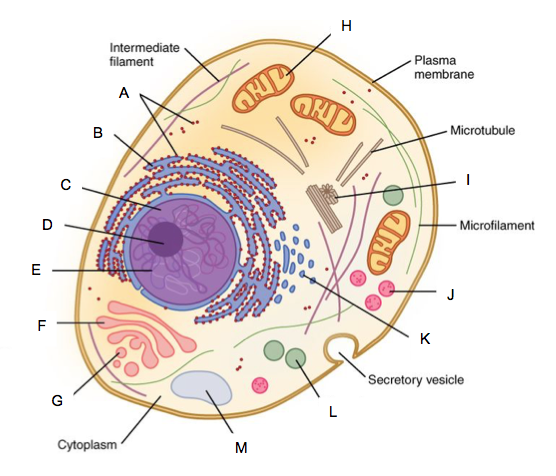 H
Intermediate
filament
Plasma
membrane
A
B
Microtubule
C
I
D
Microfilament
E
J
F
K
Secretory vesicle
G
L
Cytoplasm
M